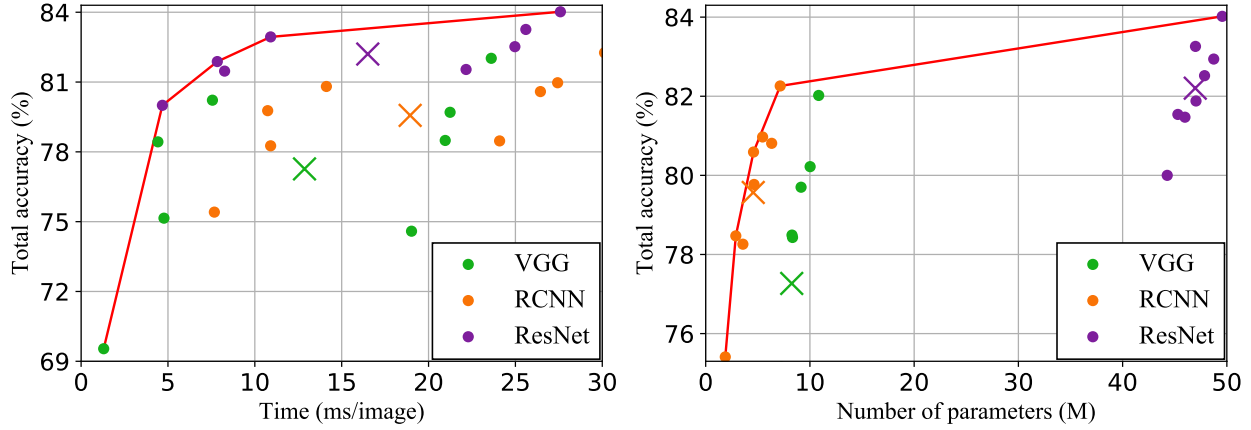 Total accuracy (%)
84
81
78
75
72
69
0 5 10 15 20 25 30
Time (ms/image)
VGG
RCNN
ResNet
Total accuracy (%)
84
82
80
78
76
0 10 20 30 40 50
Number of parameters (M)
VGG
RCNN
ResNet